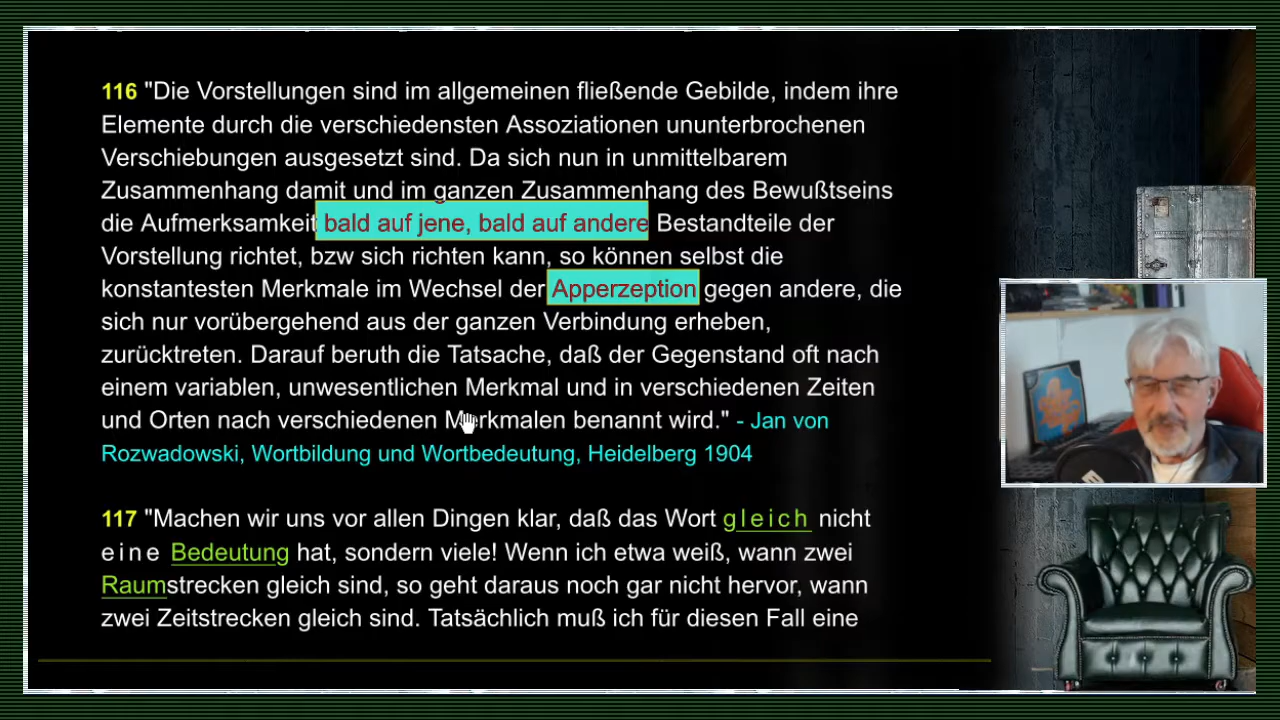 116 "Die Vorstellungen sind im allgemeinen fließende Gebilde, indem ihre
Elemente durch die verschiedensten Assoziationen ununterbrochenen
Verschiebungen ausgesetzt sind. Da sich nun in unmittelbarem
Zusammenhang damit und im ganzen Zusammenhang des Bewußtseins
die Aufmerksamkeit bald auf jene, bald auf andere Bestandteile der
Vorstellung richtet, bzw sich richten kann, so können selbst die
konstantesten Merkmale im Wechsel der Apperzeption gegen andere, die
sich nur vorübergehend aus der ganzen Verbindung erheben,
zurücktreten. Darauf beruth die Tatsache, daß der Gegenstand oft nach
einem variablen, unwesentlichen Merkmal und in verschiedenen Zeiten
und Orten nach verschiedenen Merkmalen benannt wird." - Jan von
Rozwadowski, Wortbildung und Wortbedeutung, Heidelberg 1904
117 "Machen wir uns vor allen Dingen klar, daß das Wort gleich nicht
eine Bedeutung hat, sondern viele! Wenn ich etwa weiß, wann zwei
Raumstrecken gleich sind, so geht daraus noch gar nicht hervor, wann
zwei Zeitstrecken gleich sind. Tatsächlich muß ich für diesen Fall eine